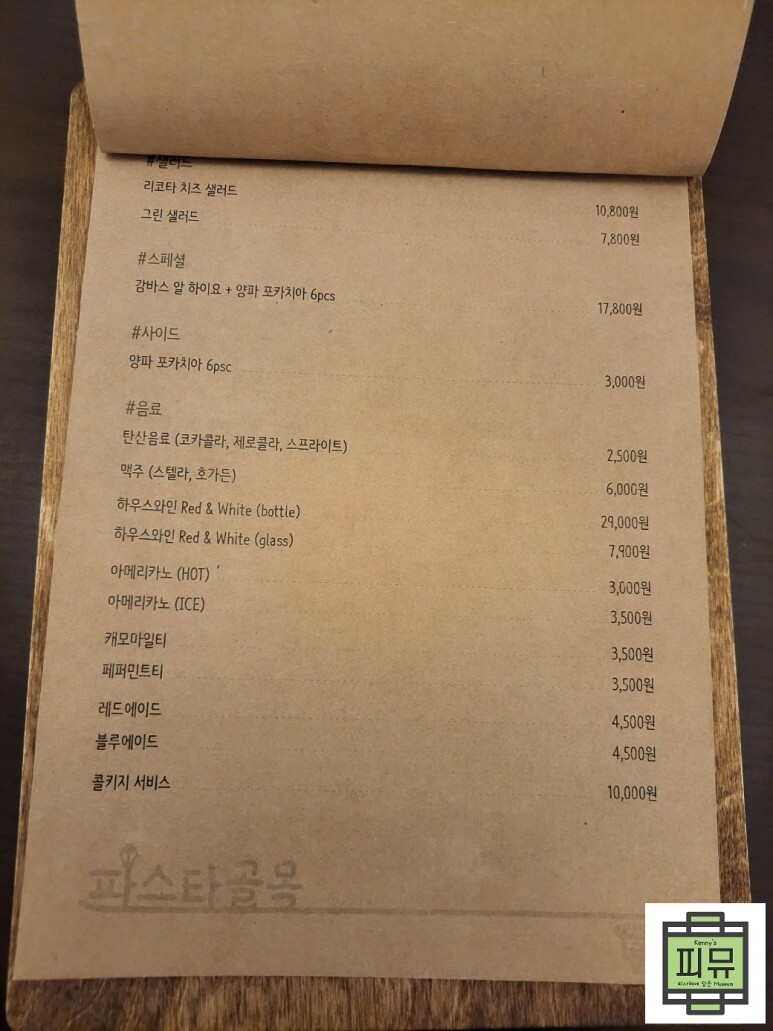 #샐러드
리코타 치즈 샐러드 10,800원
그린 샐러드 7,800원
#스페셜
감바스 알 하이요 + 양파 포카치아 6pcs 17,800원
#사이드
양파 포카치아 6psc 3,000원
#음료
탄산음료 (코카콜라, 제로콜라, 스프라이트) 2,500원
맥주 (스텔라, 호가든) 6,000원
하우스와인 Red & White (bottle) 29,000원
하우스와인 Red & White (glass) 7,900원
아메리카노 (HOT) 3,000원
아메리카노 (ICE) 3,500원
캐모마일티 3,500원
페퍼민트티 3,500원
레드에이드 4,500원
블루에이드 4,500원
콜키지 서비스 10,000원
파스타골목
Kenny's
피뮤
Museum